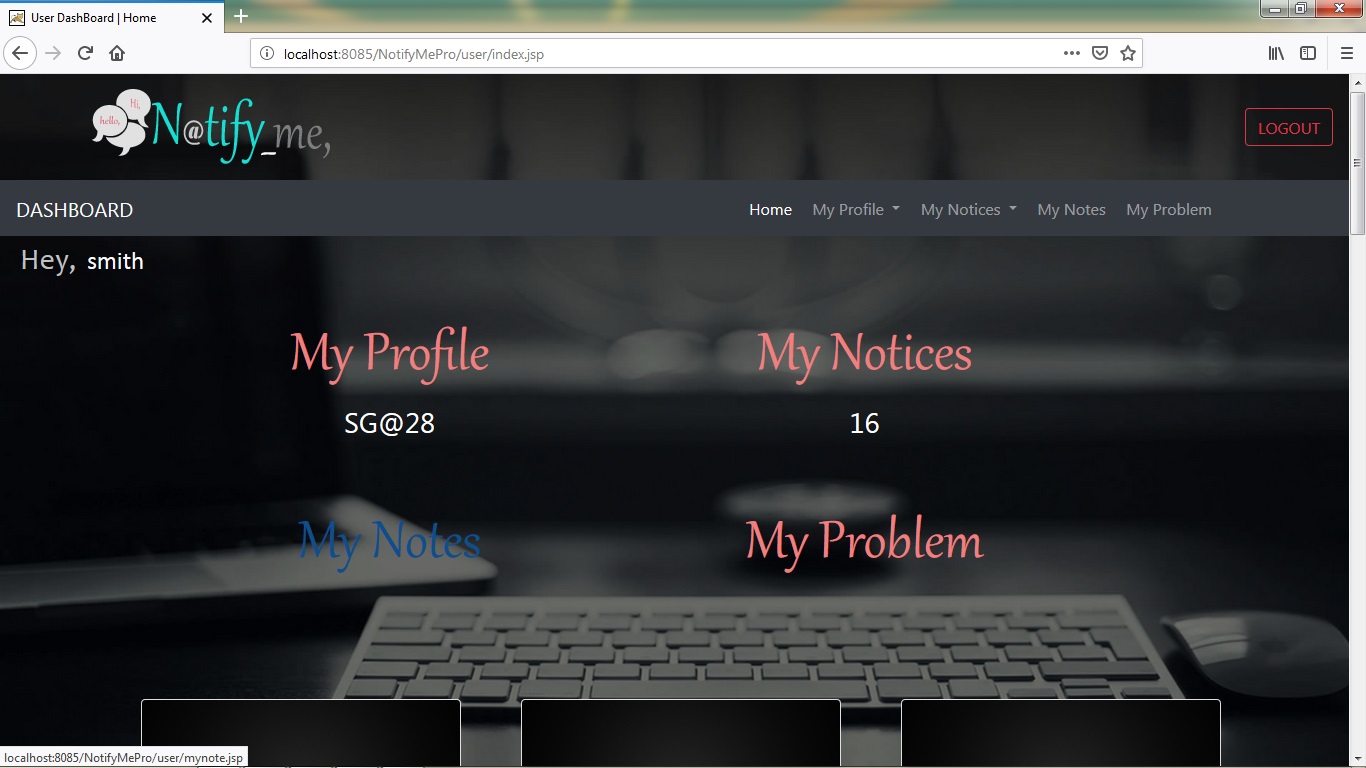 User DashBoard | Home
localhost:8085/NotifyMePro/user/index.jsp
Hi,
hello,
N@tify_me,
LOGOUT
DASHBOARD
Home My Profile My Notices My Notes My Problem
Hey, smith
My Profile My Notices
SG@28 16
My Notes My Problem
localhost:8085/NotifyMePro/user/mynote.jsp